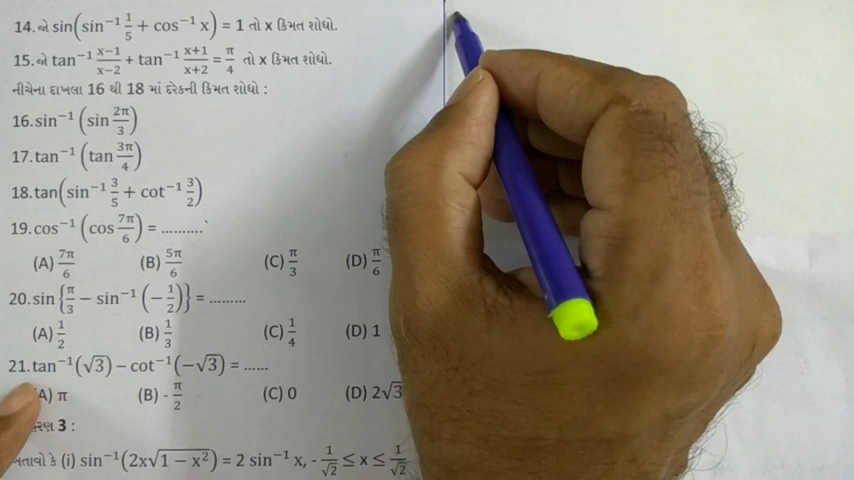 14. જો sin(sin⁻¹ 1/5 + cos⁻¹ x) = 1 તો x કિંમત શોધો.
15. જો tan⁻¹ (x−1)/(x−2) + tan⁻¹ (x+1)/(x+2) = π/4 તો x કિંમત શોધો.
નીચેના દાખલા 16 થી 18 માં દરેકની કિંમત શોધો :
16. sin⁻¹ (sin 2π/3)
17. tan⁻¹ (tan 3π/4)
18. tan(sin⁻¹ 3/5 + cot⁻¹ 3/2)
19. cos⁻¹ (cos 7π/6) = ..........
(A) 7π/6 (B) 5π/6 (C) π/3 (D) π/6
20. sin {π/3 − sin⁻¹ (−1/2)} = .........
(A) 1/2 (B) 1/3 (C) 1/4 (D) 1
21. tan⁻¹(√3) − cot⁻¹(−√3) = ......
A) π (B) - π/2 (C) 0 (D) 2√3
3 :
(i) sin⁻¹(2x√(1 − x²) = 2 sin⁻¹ x, - 1/√2 ≤ x ≤ 1/√2